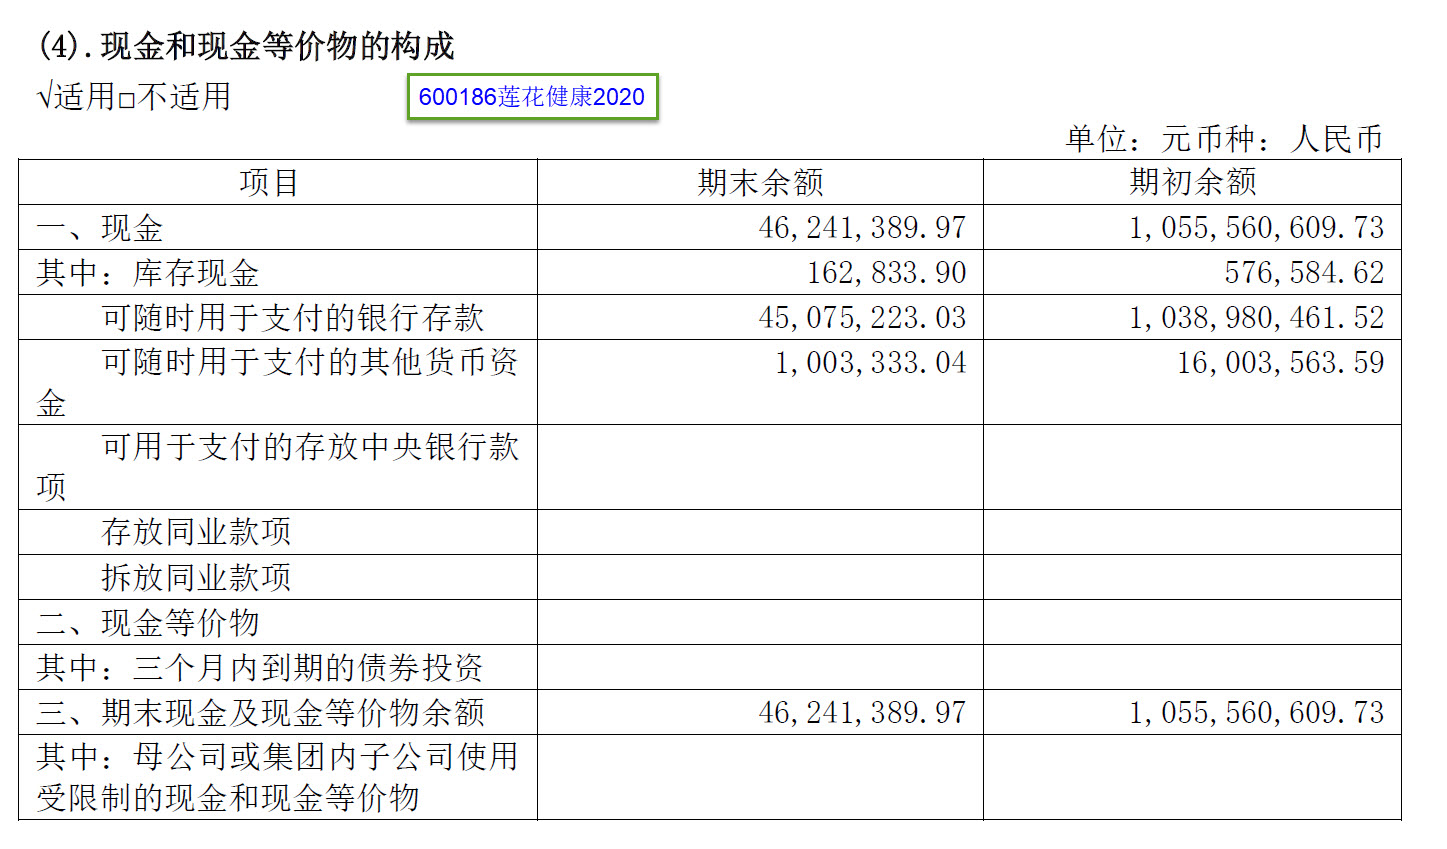 (4).现金和现金等价物的构成
√适用□不适用
600186莲花健康2020
单位：元币种：人民币
项目 期末余额 期初余额
一、现金 46,241,389.97 1,055,560,609.73
其中：库存现金 162,833.90 576,584.62
可随时用于支付的银行存款 45,075,223.03 1,038,980,461.52
可随时用于支付的其他货币资 1,003,333.04 16,003,563.59
金
可用于支付的存放中央银行款
项
存放同业款项
拆放同业款项
二、现金等价物
其中：三个月内到期的债券投资
三、期末现金及现金等价物余额 46,241,389.97 1,055,560,609.73
其中：母公司或集团内子公司使用
受限制的现金和现金等价物